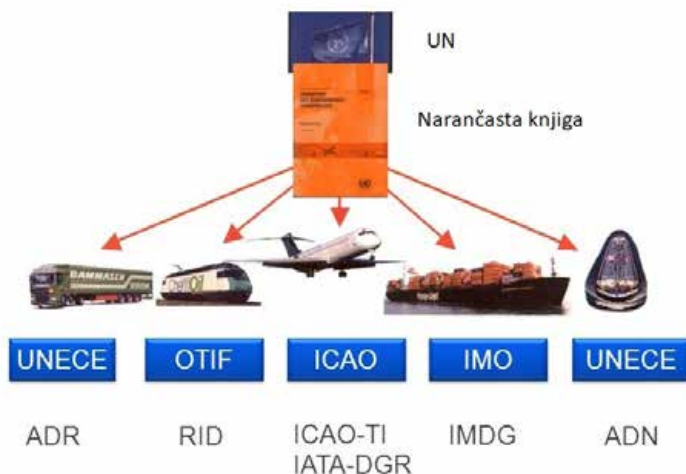 UN
Narančasta knjiga
UNECE
OTIF
ICAO
IMO
UNECE
ADR
RID
ICAO-TI
IATA-DGR
IMDG
ADN